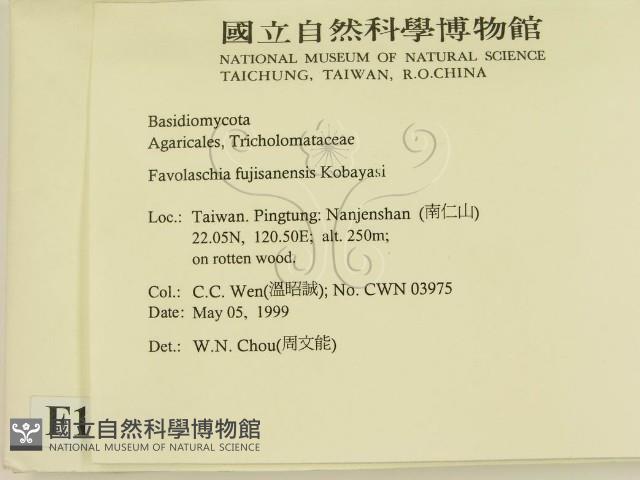 國立自然科學博物館
NATIONAL MUSEUM OF NATURAL SCIENCE
TAICHUNG, TAIWAN, R.O.CHINA
Basidiomycota
Agaricales, Tricholomataceae
Favolaschia fujisanensis Kobayasi
Loc.: Taiwan. Pingtung: Nanjenshan (南仁山)
22.05N, 120.50E; alt. 250m;
on rotten wood.
Col.: C.C. Wen(溫昭誠); No. CWN 03975
Date: May 05, 1999
Det.: W.N. Chou(周文能)
F1
國立自然科學博物館
NATIONAL MUSEUM OF NATURAL SCIENCE